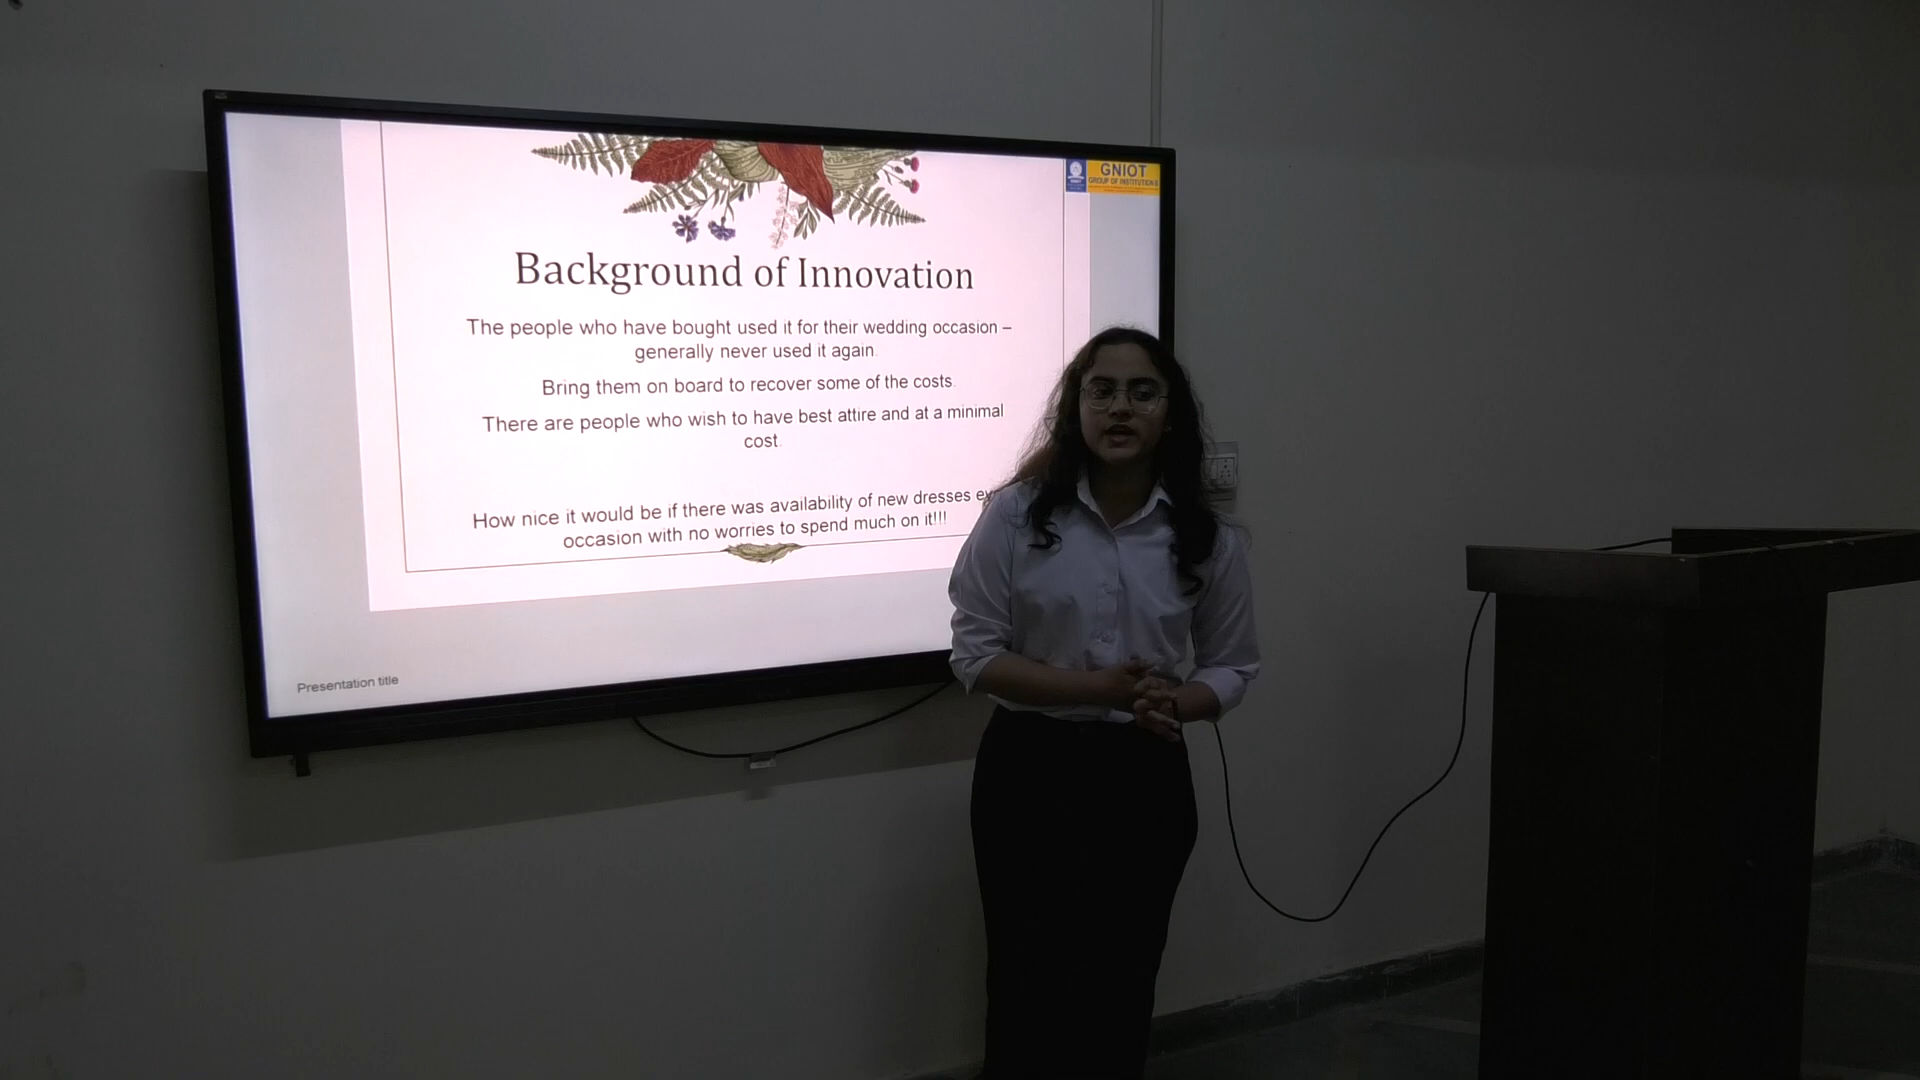 GNIOT
GROUP OF INSTITUTIONS
Background of Innovation
The people who have bought used it for their wedding occasion –
generally never used it again.
Bring them on board to recover some of the costs.
There are people who wish to have best attire and at a minimal
cost.
How nice it would be if there was availability of new dresses
occasion with no worries to spend much on it!!!
Presentation title